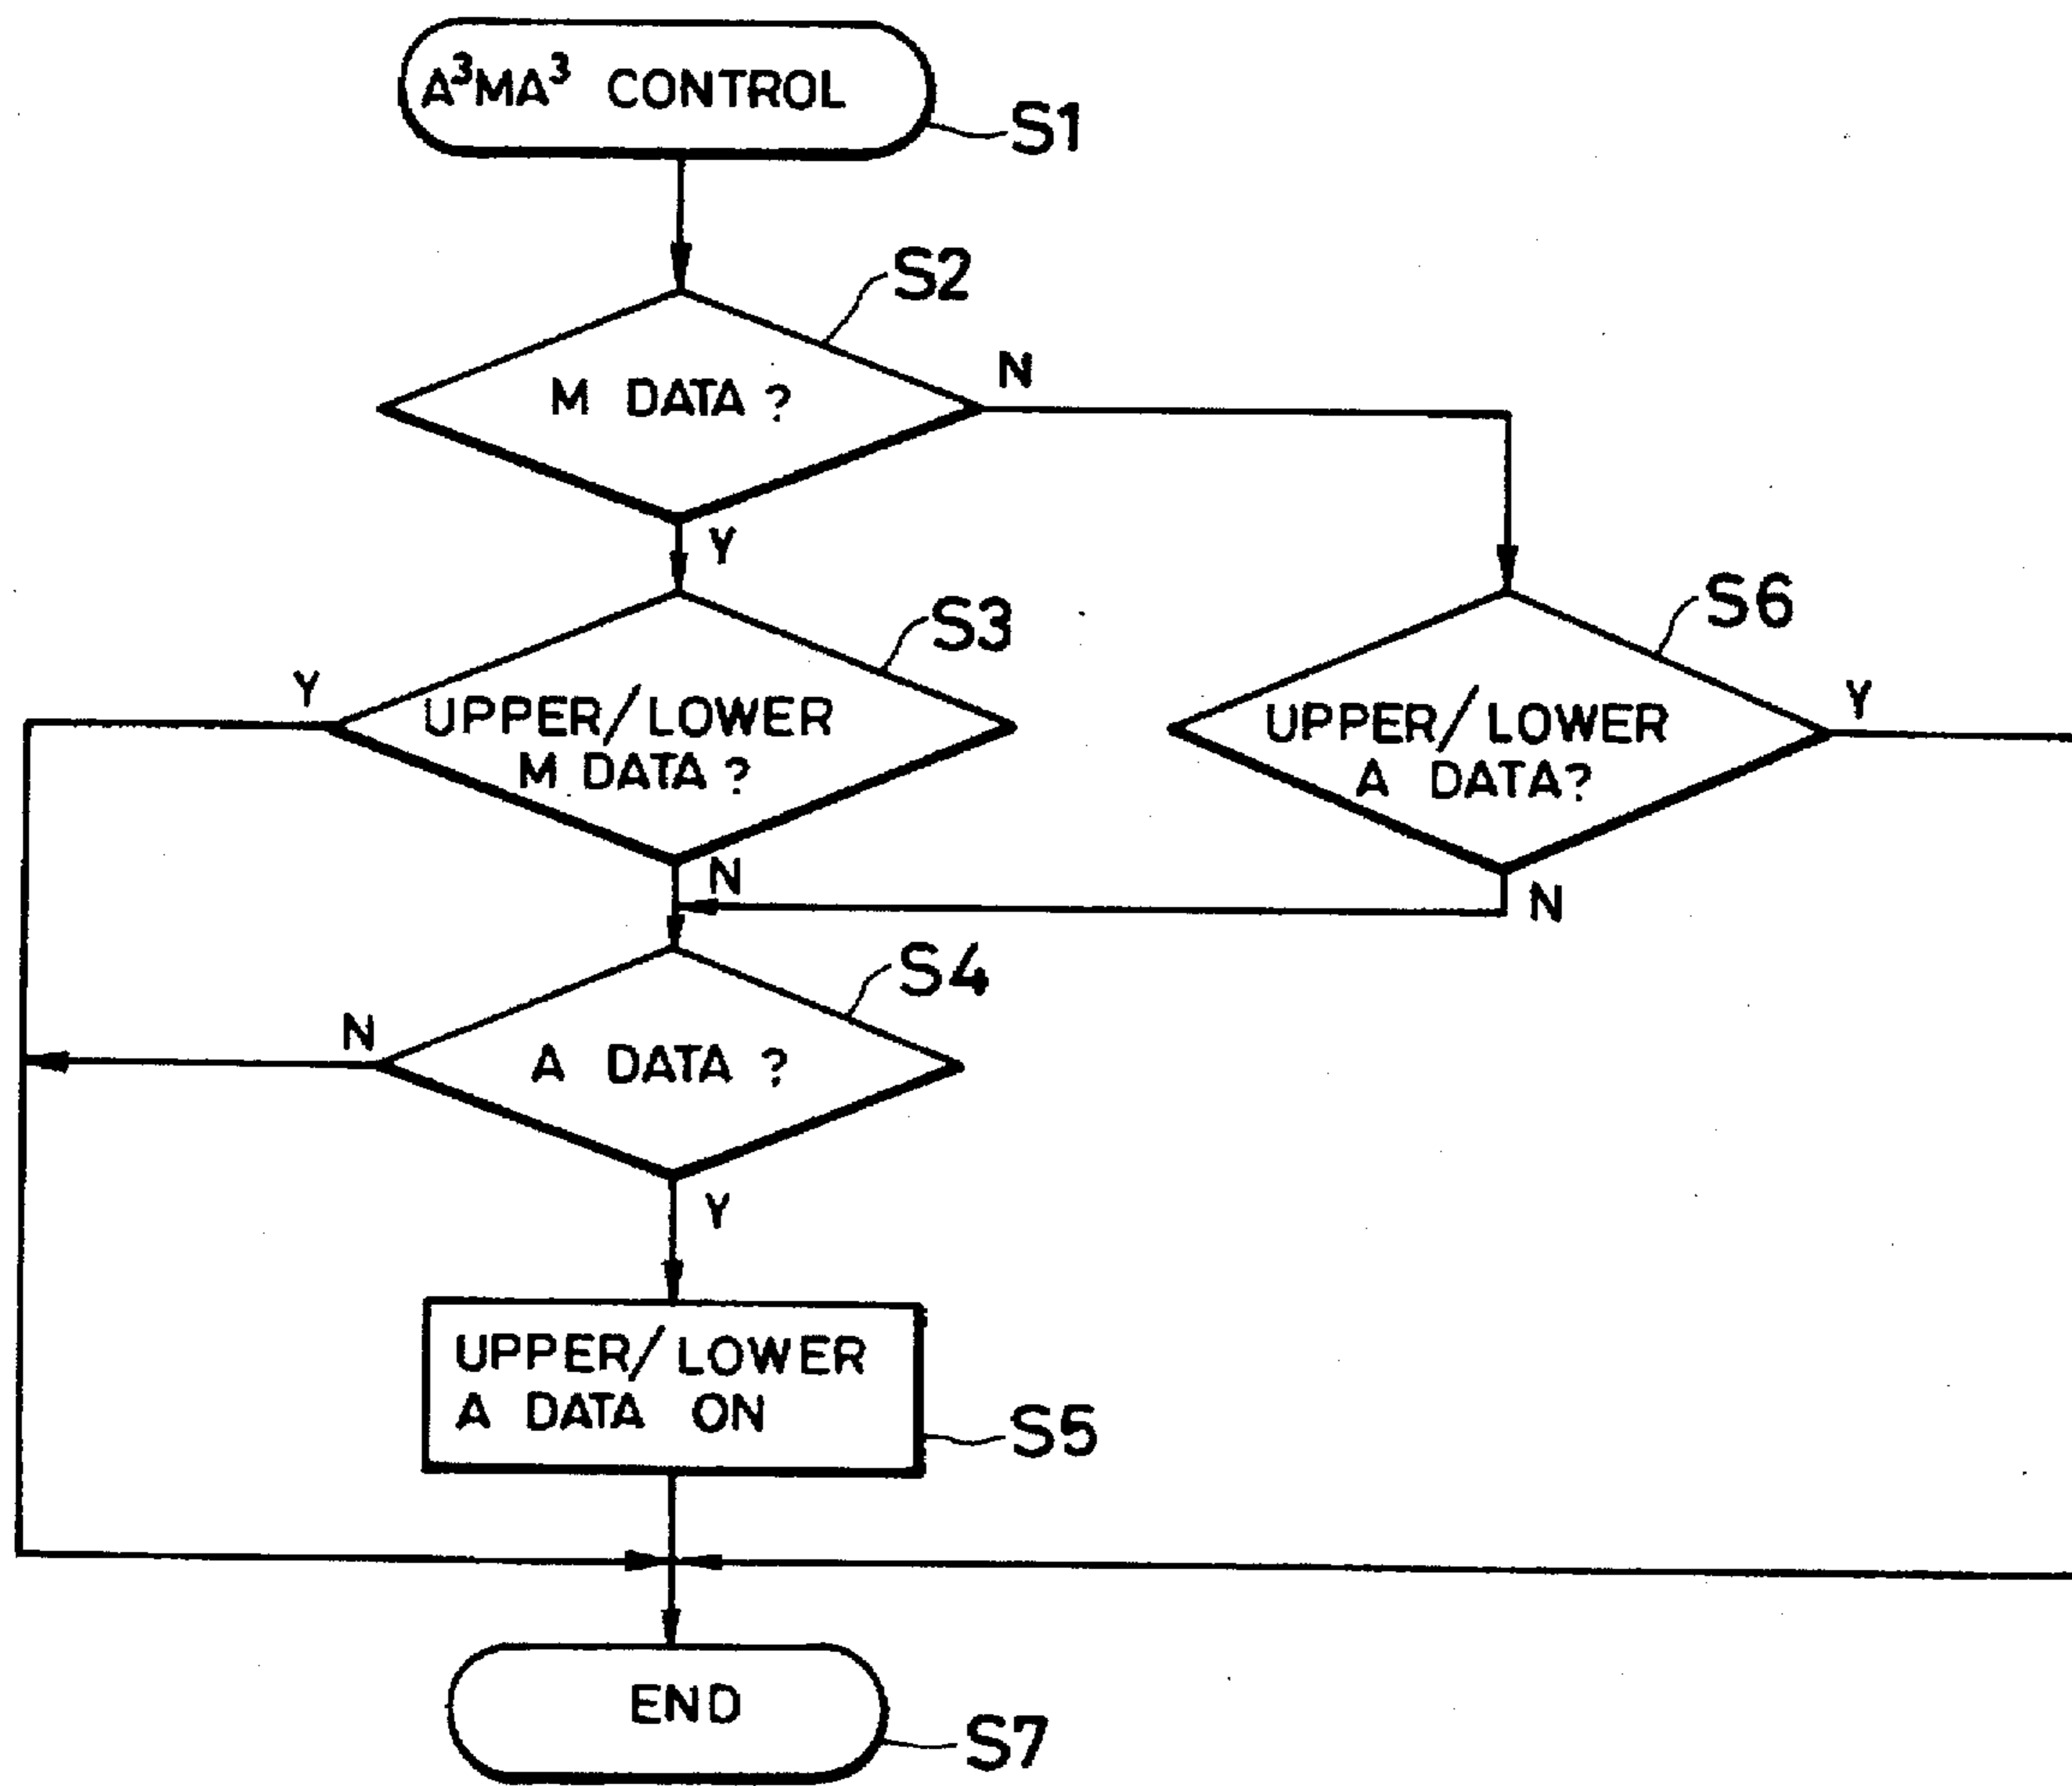 A³MA³ CONTROL
S1
S2
M DATA ?
N
Y
S3
S6
Y
UPPER/LOWER
M DATA ?
UPPER/LOWER
A DATA?
Y
N
N
S4
N
A DATA ?
Y
UPPER/LOWER
A DATA ON
S5
END
S7